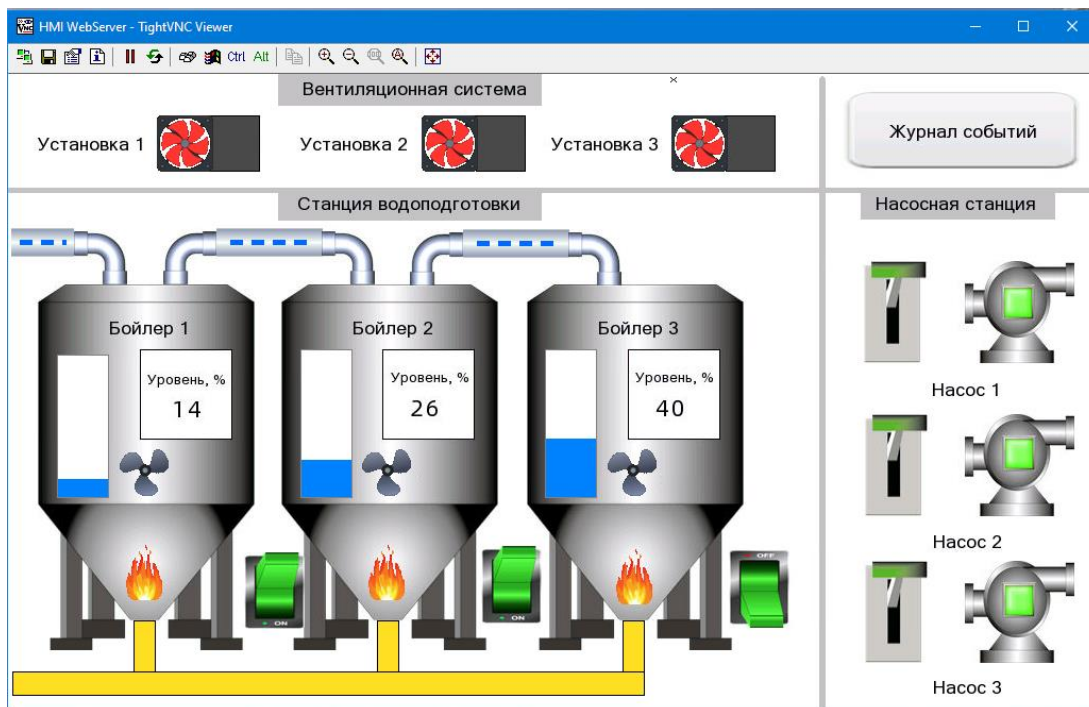 HMI WebServer - TightVNC Viewer
Ctrl Alt
Вентиляционная система
Установка 1
Установка 2
Установка 3
Журнал событий
Станция водоподготовки
Насосная станция
Бойлер 1
Уровень, %
14
Бойлер 2
Уровень, %
26
Бойлер 3
Уровень, %
40
ON
ON
OFF
Насос 1
Насос 2
Насос 3